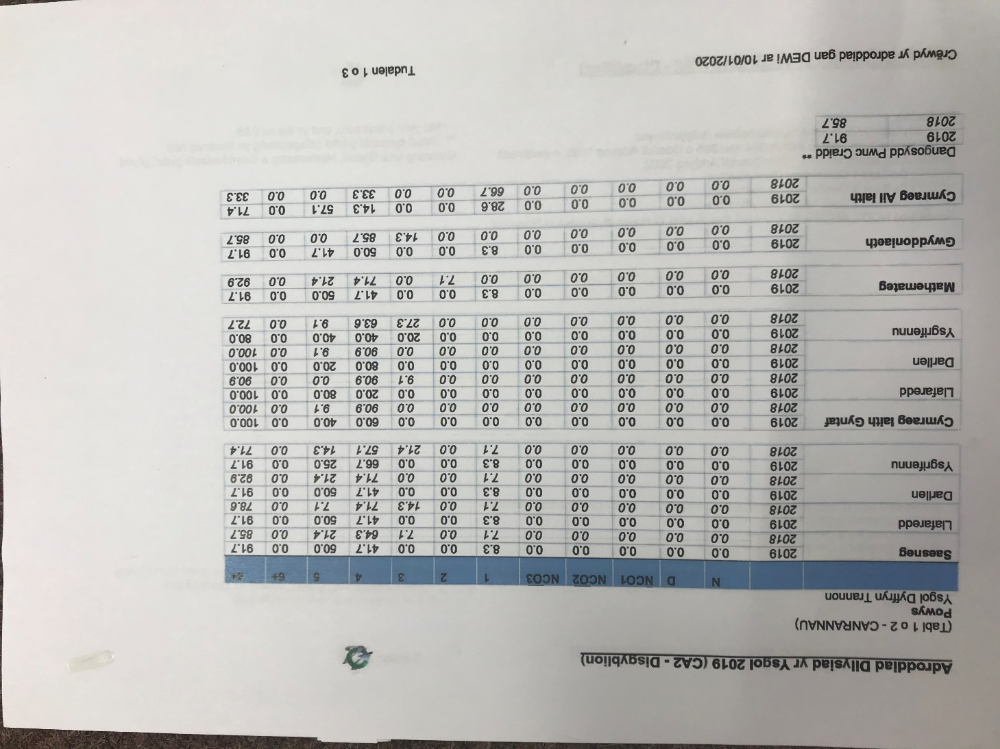 Adroddiad Dilysiad yr Ysgol 2019 (CA2 - Disgyblion)
(Tabl 1 o 2 - CANRANNAU)
Powys
Ysgol Dyffryn Trannon
N D NCO1 NCO2 NCO3 1 2 3 4 5 6+ 4+
Saesneg 2019 0.0 0.0 0.0 0.0 0.0 8.3 0.0 0.0 41.7 50.0 0.0 91.7
2018 0.0 0.0 0.0 0.0 0.0 7.1 0.0 7.1 64.3 21.4 0.0 85.7
Llafaredd 2019 0.0 0.0 0.0 0.0 0.0 8.3 0.0 0.0 41.7 50.0 0.0 91.7
2018 0.0 0.0 0.0 0.0 0.0 7.1 0.0 14.3 71.4 7.1 0.0 78.6
Darllen 2019 0.0 0.0 0.0 0.0 0.0 8.3 0.0 0.0 41.7 50.0 0.0 91.7
2018 0.0 0.0 0.0 0.0 0.0 7.1 0.0 0.0 71.4 21.4 0.0 92.9
Ysgrifennu 2019 0.0 0.0 0.0 0.0 0.0 8.3 0.0 0.0 66.7 25.0 0.0 91.7
2018 0.0 0.0 0.0 0.0 0.0 7.1 0.0 21.4 57.1 14.3 0.0 71.4
Cymraeg Iaith Gyntaf 2019 0.0 0.0 0.0 0.0 0.0 0.0 0.0 0.0 60.0 40.0 0.0 100.0
2018 0.0 0.0 0.0 0.0 0.0 0.0 0.0 0.0 90.9 9.1 0.0 100.0
Llafaredd 2019 0.0 0.0 0.0 0.0 0.0 0.0 0.0 0.0 20.0 80.0 0.0 100.0
2018 0.0 0.0 0.0 0.0 0.0 0.0 0.0 9.1 90.9 0.0 0.0 90.9
Darllen 2019 0.0 0.0 0.0 0.0 0.0 0.0 0.0 0.0 80.0 20.0 0.0 100.0
2018 0.0 0.0 0.0 0.0 0.0 0.0 0.0 0.0 90.9 9.1 0.0 100.0
Ysgrifennu 2019 0.0 0.0 0.0 0.0 0.0 0.0 0.0 20.0 40.0 40.0 0.0 80.0
2018 0.0 0.0 0.0 0.0 0.0 0.0 0.0 27.3 63.6 9.1 0.0 72.7
Mathemateg 2019 0.0 0.0 0.0 0.0 0.0 8.3 0.0 0.0 41.7 50.0 0.0 91.7
2018 0.0 0.0 0.0 0.0 0.0 0.0 7.1 0.0 71.4 21.4 0.0 92.9
Gwyddoniaeth 2019 0.0 0.0 0.0 0.0 0.0 8.3 0.0 0.0 50.0 41.7 0.0 91.7
2018 0.0 0.0 0.0 0.0 0.0 0.0 0.0 14.3 85.7 0.0 0.0 85.7
Cymraeg Ail Iaith 2019 0.0 0.0 0.0 0.0 0.0 28.6 0.0 0.0 14.3 57.1 0.0 71.4
2018 0.0 0.0 0.0 0.0 0.0 66.7 0.0 0.0 33.3 0.0 0.0 33.3
Dangosydd Pwnc Craidd **
2019 91.7
2018 85.7
Tudalen 1 o 3
Crëwyd yr adroddiad gan DEWi ar 10/01/2020